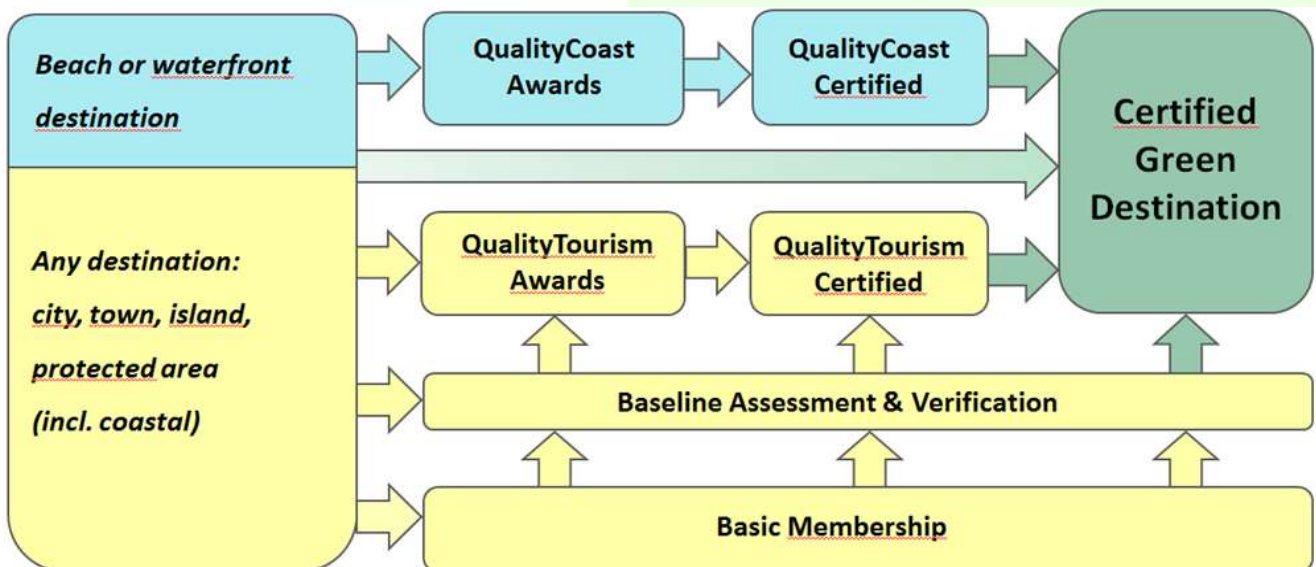 Beach or waterfront
destination
QualityCoast
Awards
QualityCoast
Certified
Certified
Green
Destination
Any destination:
city, town, island,
protected area
(incl. coastal)
QualityTourism
Awards
QualityTourism
Certified
Baseline Assessment & Verification
Basic Membership